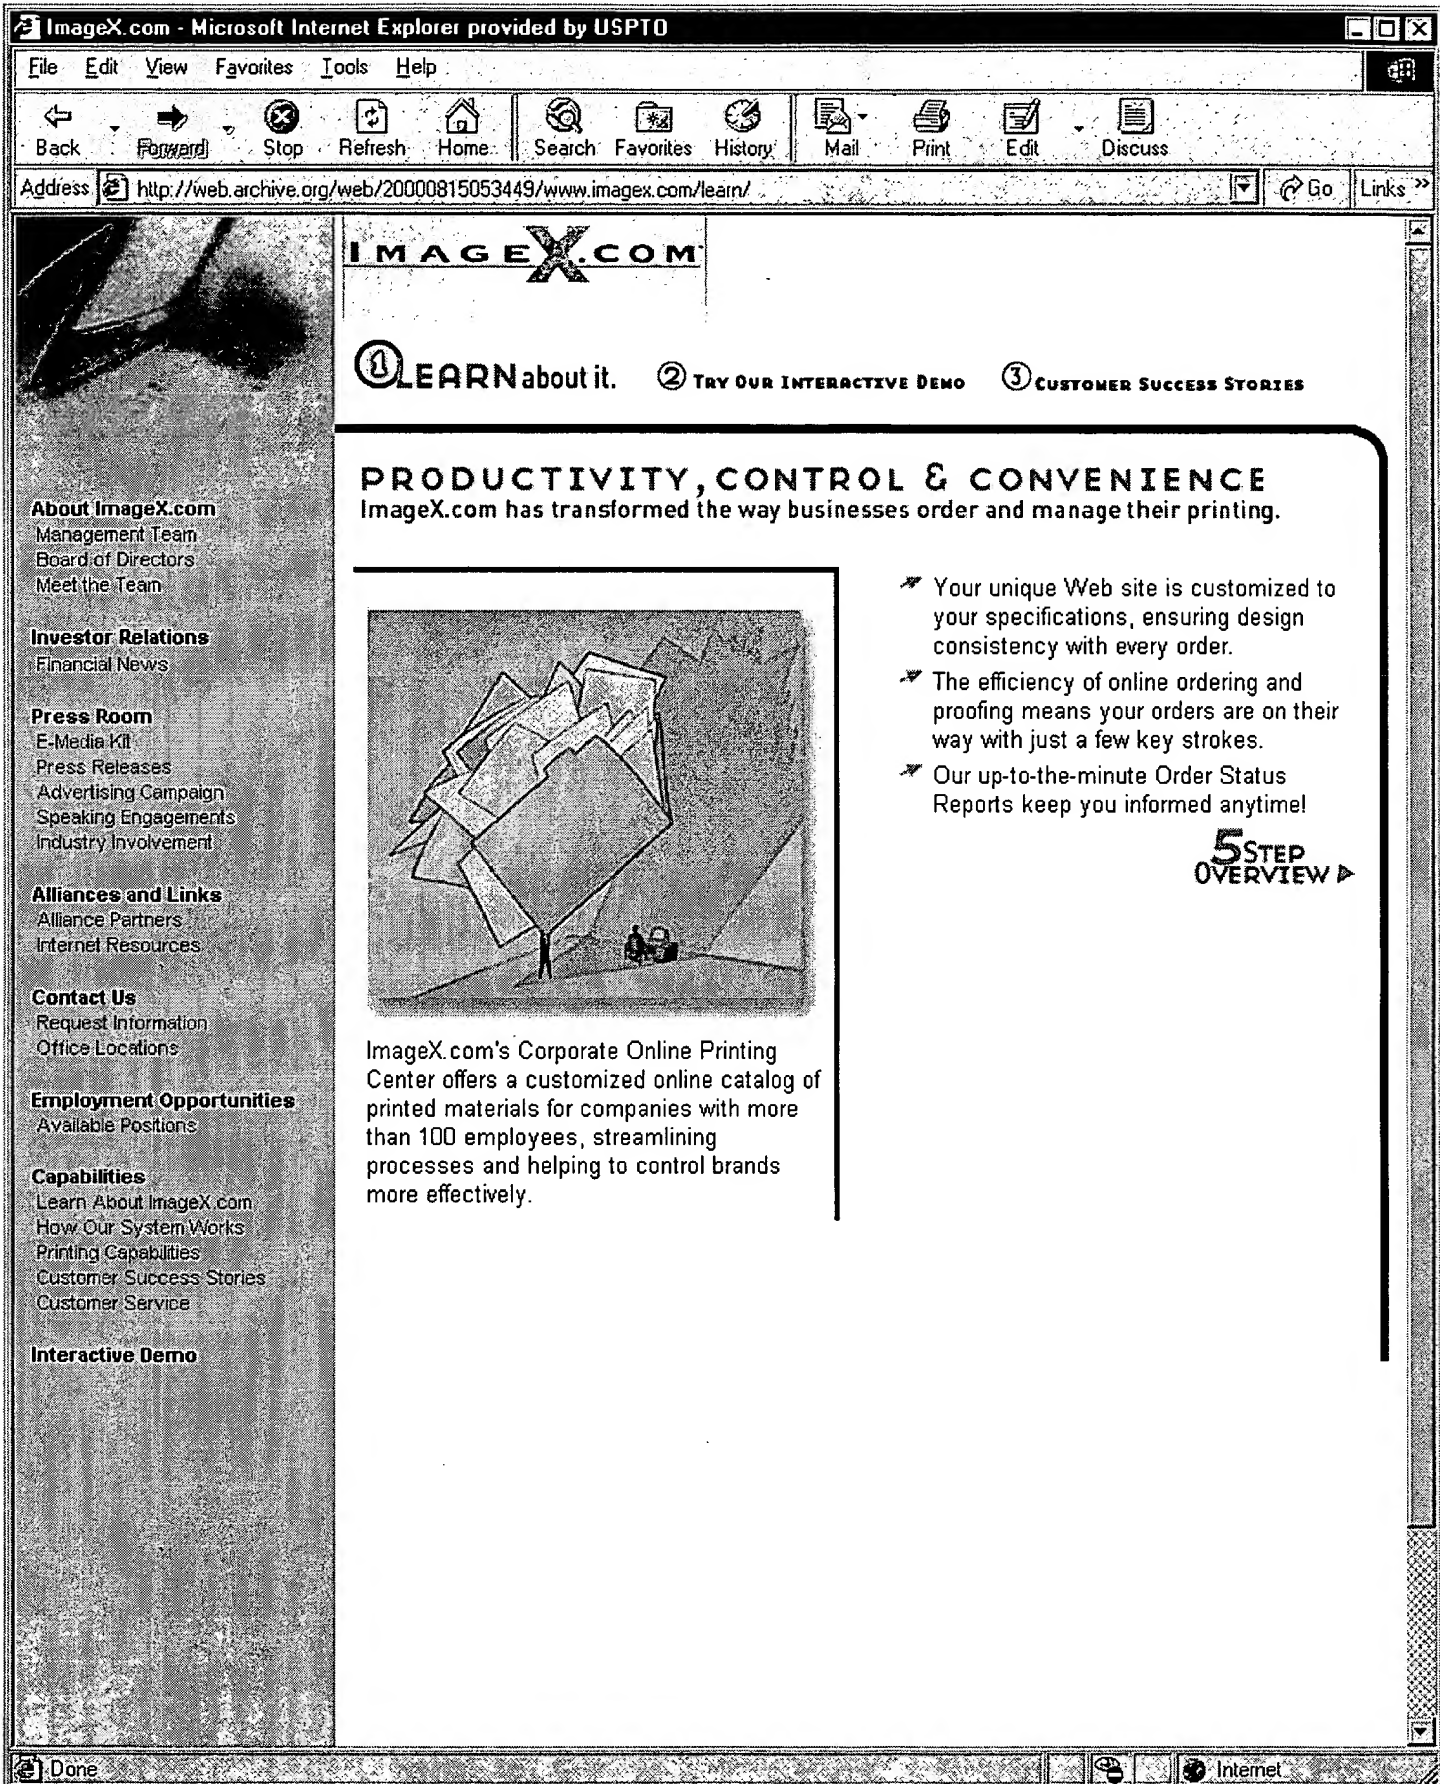 ImageX.com - Microsoft Internet Explorer provided by USPTO
File Edit View Favorites Tools Help
Back Forward Stop Refresh Home Search Favorites History Mail Print Edit Discuss
Address http://web.archive.org/web/20000815053449/www.imagex.com/learn/ Go Links »
IMAGEX.COM
1 LEARN about it. 2 TRY OUR INTERACTIVE DEMO 3 CUSTOMER SUCCESS STORIES
About ImageX.com
Management Team
Board of Directors
Meet the Team
Investor Relations
Financial News
Press Room
E-Media Kit
Press Releases
Advertising Campaign
Speaking Engagements
Industry Involvement
Alliances and Links
Alliance Partners
Internet Resources
Contact Us
Request Information
Office Locations
Employment Opportunities
Available Positions
Capabilities
Learn About ImageX.com
How Our System Works
Printing Capabilities
Customer Success Stories
Customer Service
Interactive Demo
PRODUCTIVITY, CONTROL & CONVENIENCE
ImageX.com has transformed the way businesses order and manage their printing.
ImageX.com's Corporate Online Printing
Center offers a customized online catalog of
printed materials for companies with more
than 100 employees, streamlining
processes and helping to control brands
more effectively.
Your unique Web site is customized to
your specifications, ensuring design
consistency with every order.
The efficiency of online ordering and
proofing means your orders are on their
way with just a few key strokes.
Our up-to-the-minute Order Status
Reports keep you informed anytime!
5 STEP
OVERVIEW
Done Internet